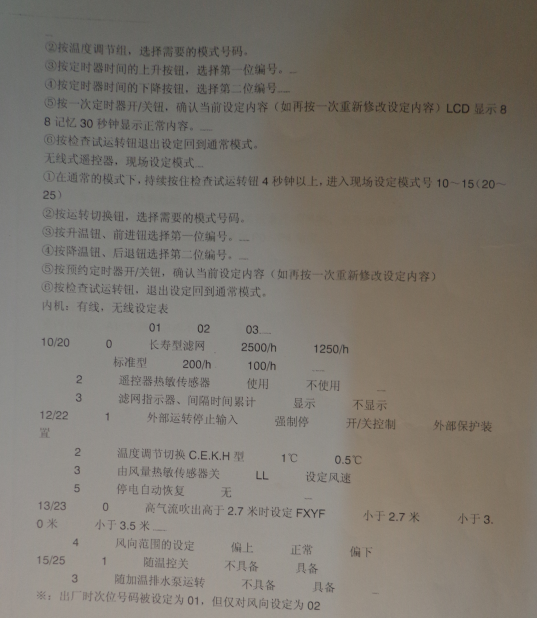 ②按温度调节组，选择需要的模式号码。
③按定时器时间的上升按钮，选择第一位编号。
④按定时器时间的下降按钮，选择第二位编号
⑤按一次定时器开/关钮，确认当前设定内容（如再按一次重新修改设定内容）LCD 显示 8
8 记忆 30 秒钟显示正常内容。
⑥按检查试运转钮退出设定回到通常模式。
无线式遥控器，现场设定模式
①在通常的模式下，持续按住检查试运转钮 4 秒钟以上，进入现场设定模式号 10～15（20～
25）
②按运转切换钮，选择需要的模式号码。
③按升温钮、前进钮选择第一位编号。
④按降温钮、后退钮选择第二位编号。
⑤按预约定时器开/关钮，确认当前设定内容（如再按一次重新修改设定内容）
⑥按检查试运转钮，退出设定回到通常模式。
内机：有线，无线设定表
01 02 03
10/20 0 长寿型滤网 2500/h 1250/h
标准型 200/h 100/h
2 遥控器热敏传感器 使用 不使用
3 滤网指示器、间隔时间累计 显示 不显示
12/22 1 外部运转停止输入 强制停 开/关控制 外部保护装
置
2 温度调节切换 C.E.K.H 型 1℃ 0.5℃
3 由风量热敏传感器关 LL 设定风速
5 停电自动恢复 无
13/23 0 高气流吹出高于 2.7 米时设定 FXYF 小于 2.7 米 小于 3.
0 米 小于 3.5 米
4 风向范围的设定 偏上 正常 偏下
15/25 1 随温控关 不具备 具备
3 随加温排水泵运转 不具备 具备
※：出厂时次位号码被设定为 01，但仅对风向设定为 02